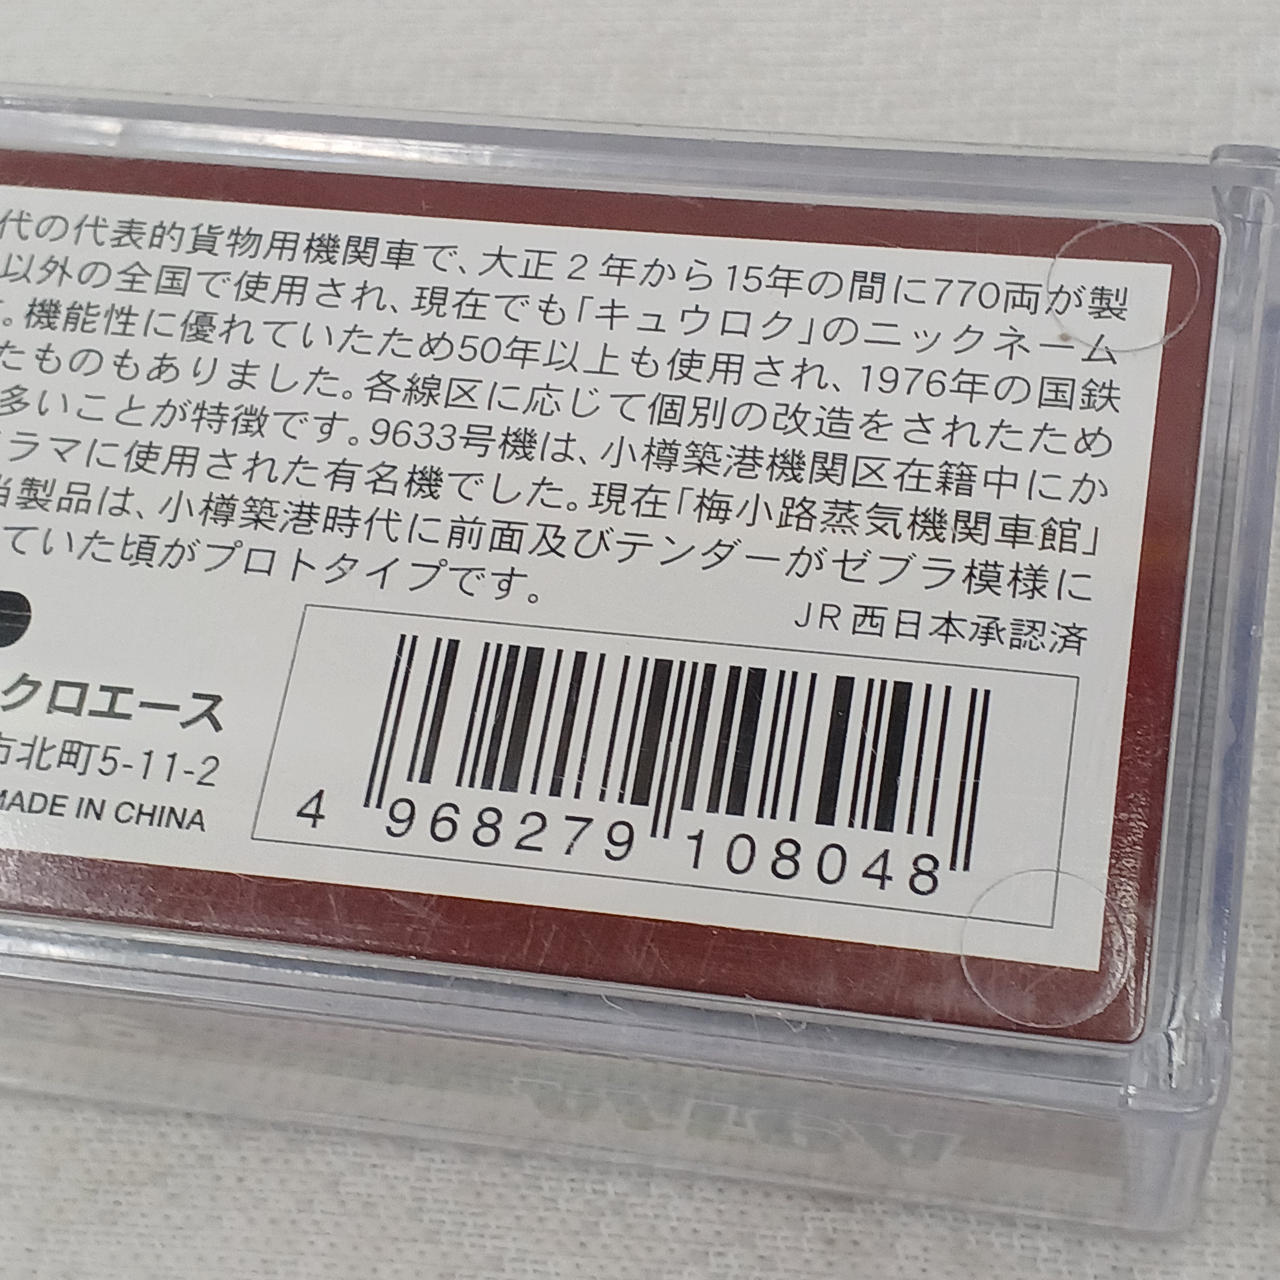 代の代表的貨物用機関車で、大正2年から15年の間に770両が製
以外の全国で使用され、現在でも「キュウロク」のニックネーム
。機能性に優れていたため50年以上も使用され、1976年の国鉄
たものもありました。各線区に応じて個別の改造をされたため
多いことが特徴です。9633号機は、小樽築港機関区在籍中にか
ラマに使用された有名機でした。現在「梅小路蒸気機関車館」
当製品は、小樽築港時代に前面及びテンダーがゼブラ模様に
ていた頃がプロトタイプです。
JR西日本承認済
クロエース
市北町5-11-2
MADE IN CHINA
4 968279 108048